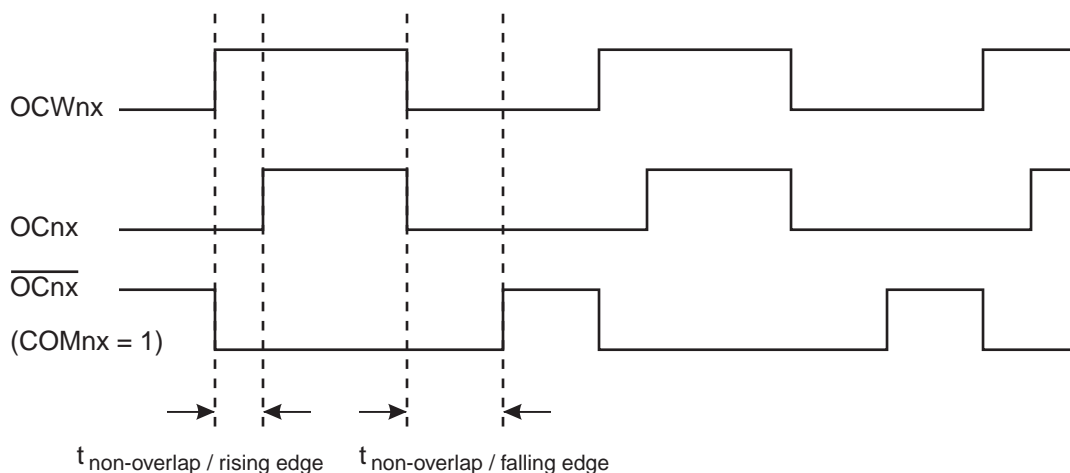 OCWnx
OCnx
OCnx
(COMnx = 1)
t non-overlap / rising edge
t non-overlap / falling edge